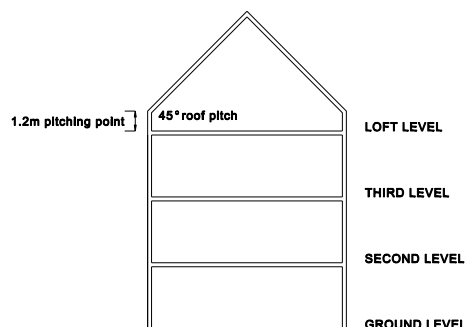 45° roof pitch
1.2m pitching point
LOFT LEVEL
THIRD LEVEL
SECOND LEVEL
GROUND LEVEL